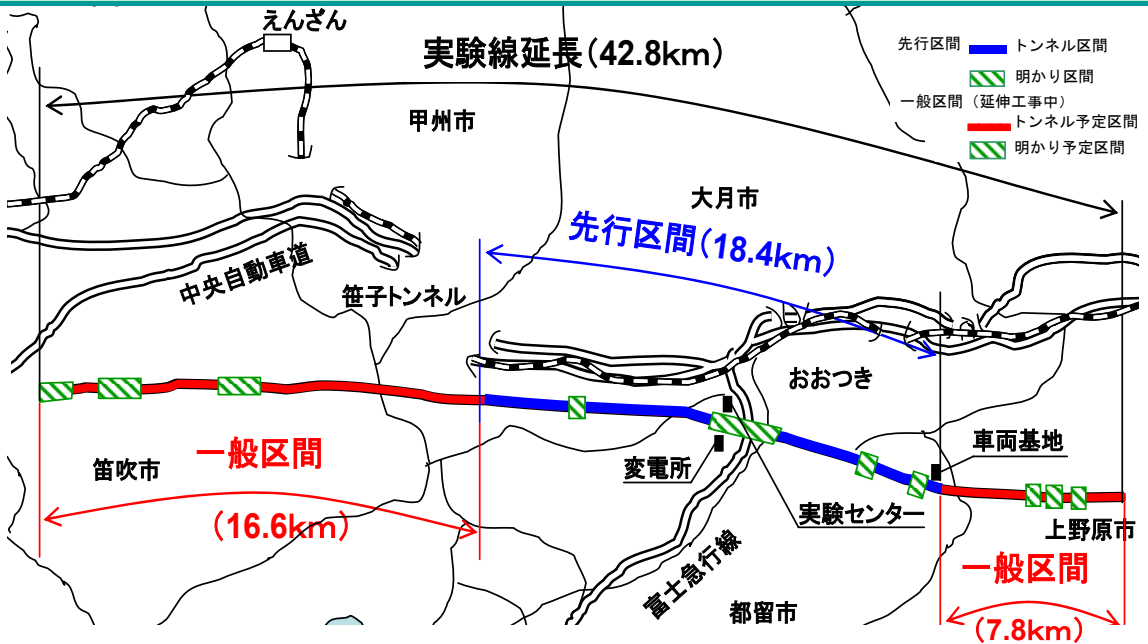 えんざん
実験線延長(42.8km)
先行区間 トンネル区間
明かり区間
一般区間(延伸工事中)
トンネル予定区間
明かり予定区間
甲州市
大月市
先行区間(18.4km)
中央自動車道
笹子トンネル
おおつき
笛吹市
一般区間
(16.6km)
変電所
車両基地
実験センター
上野原市
富士急行線
一般区間
(7.8km)
都留市